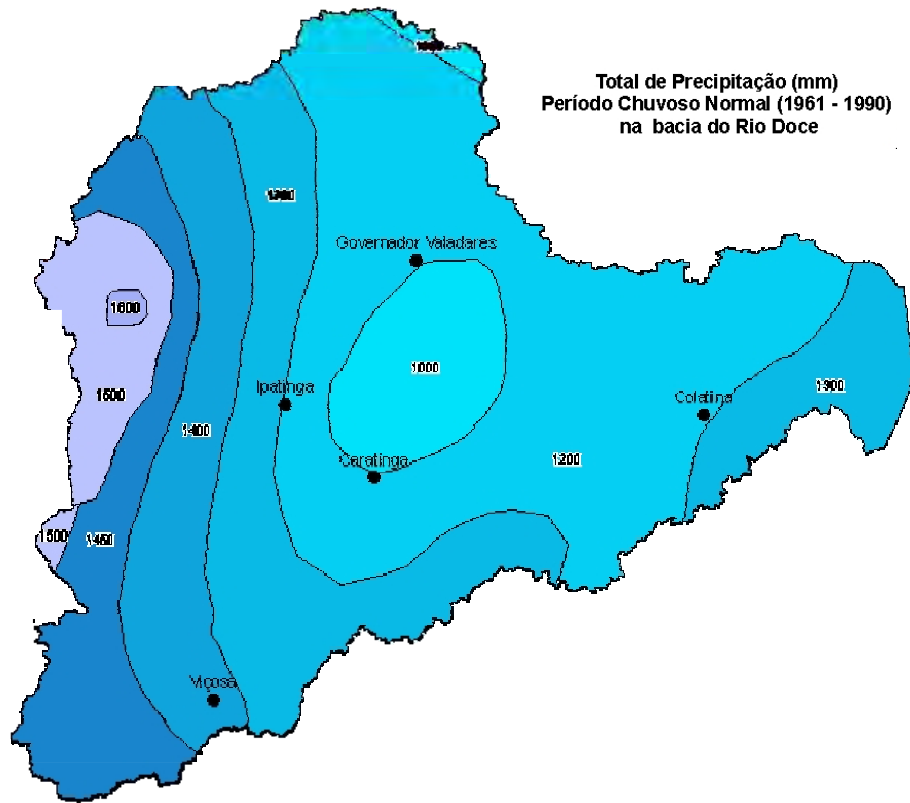 Total de Precipitação (mm)
Período Chuvoso Normal (1961 - 1990)
na bacia do Rio Doce
1300
Governador Valadares
1600
1000
1500
Ipatinga
1300
Colatina
1400
Caratinga
1200
1500
1450
Viçosa